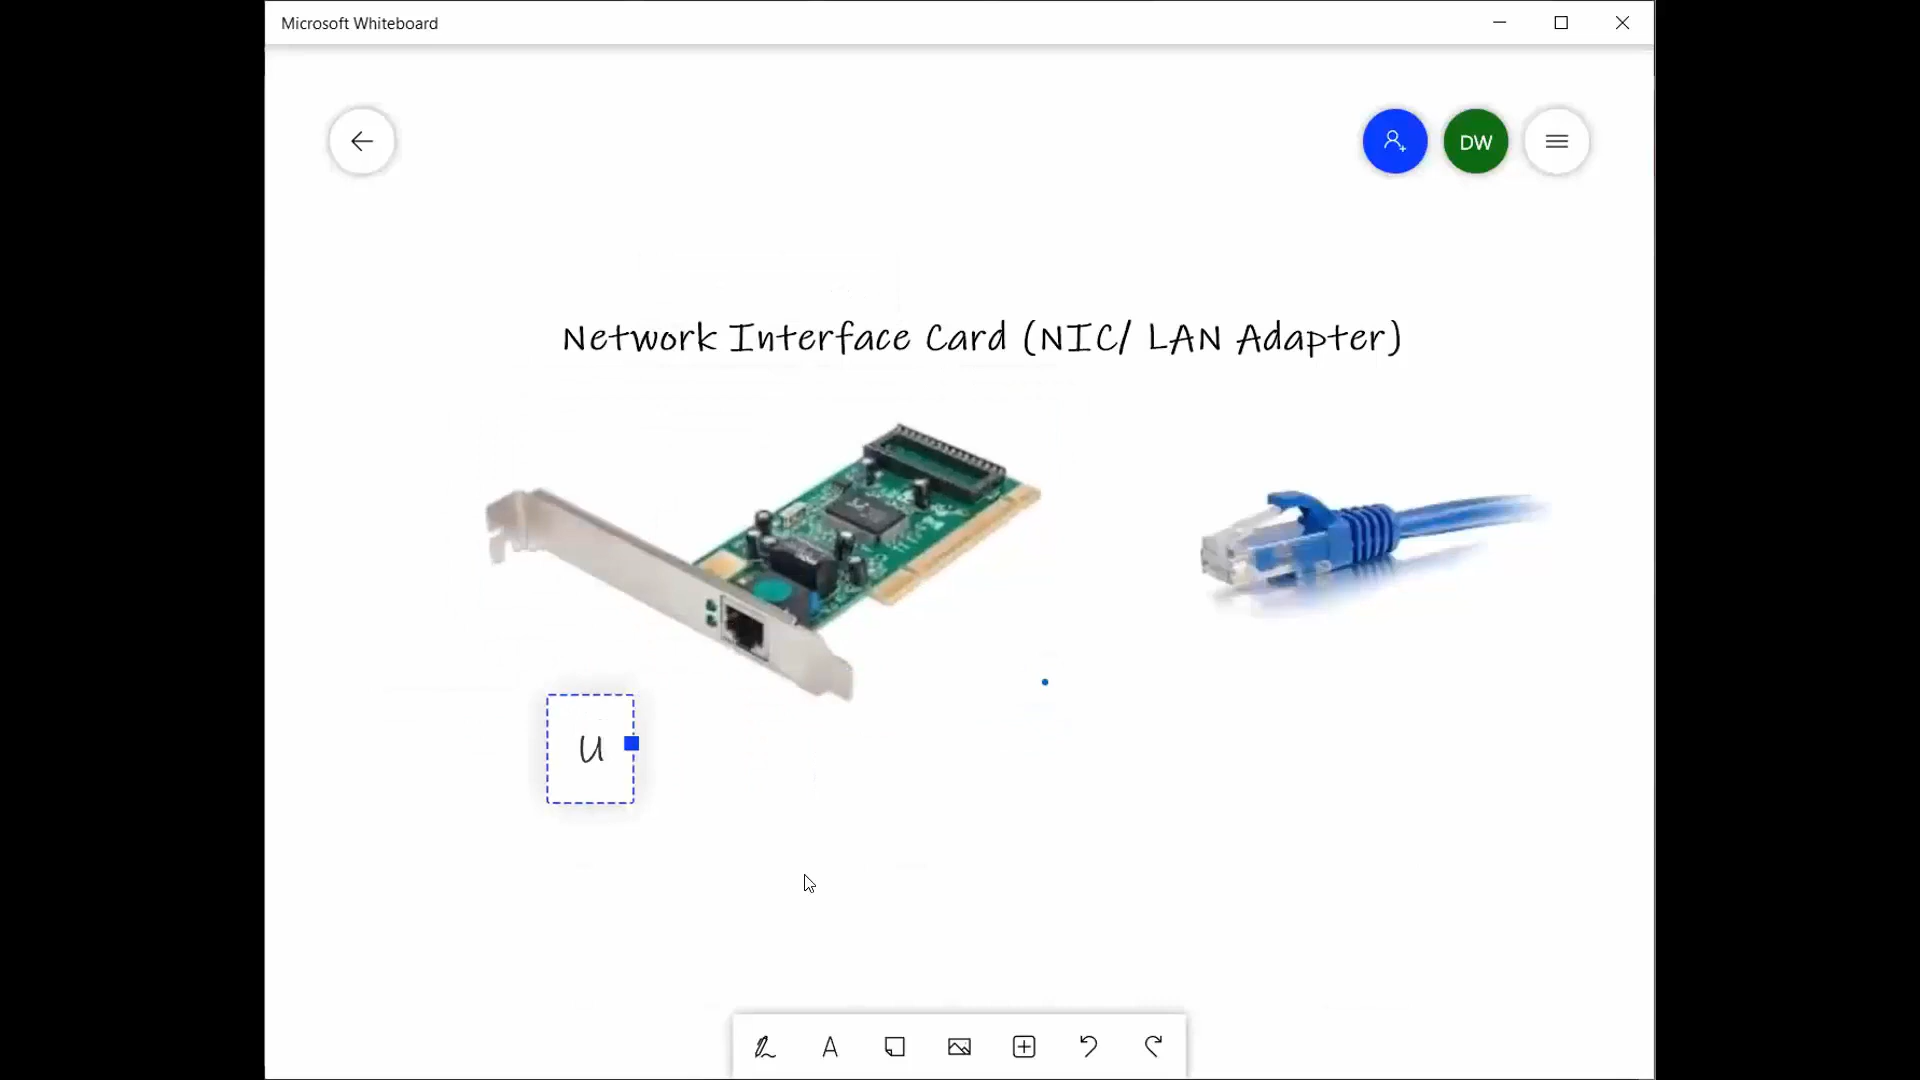 Microsoft Whiteboard
DW
Network Interface Card (NIC/ LAN Adapter)
U